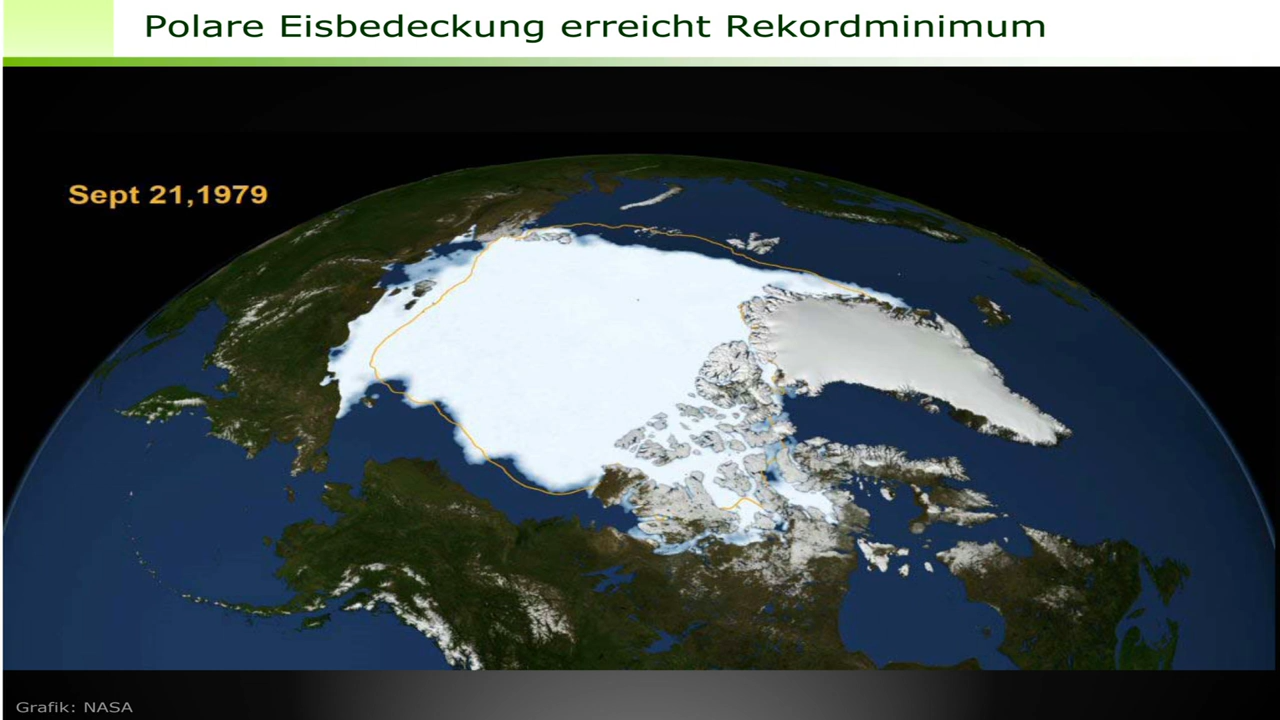 Polare Eisbedeckung erreicht Rekordminimum
Sept 21,1979
Grafik: NASA